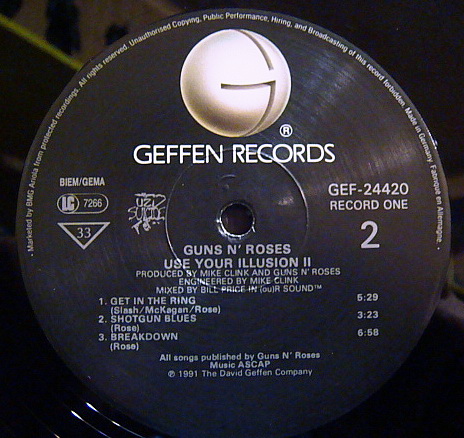 All rights reserved. Unauthorised Copying, Public Performance, Hiring, and Broadcasting of this record forbidden. Made in Germany Fabriqué en Allemagne.
• Marketed by BMG Ariola from protected recordings.
®
GEFFEN RECORDS
BIEM/GEMA
LC 7266
33
GEF-24420
RECORD ONE
2
GUNS N' ROSES
USE YOUR ILLUSION II
PRODUCED BY MIKE CLINK AND GUNS N' ROSES
ENGINEERED BY MIKE CLINK
MIXED BY BILL PRICE IN (ou)R SOUND™
1. GET IN THE RING 5:29
(Slash/McKagan/Rose)
2. SHOTGUN BLUES 3:23
(Rose)
3. BREAKDOWN 6:58
(Rose)
All songs published by Guns N' Roses
Music ASCAP
℗ 1991 The David Geffen Company